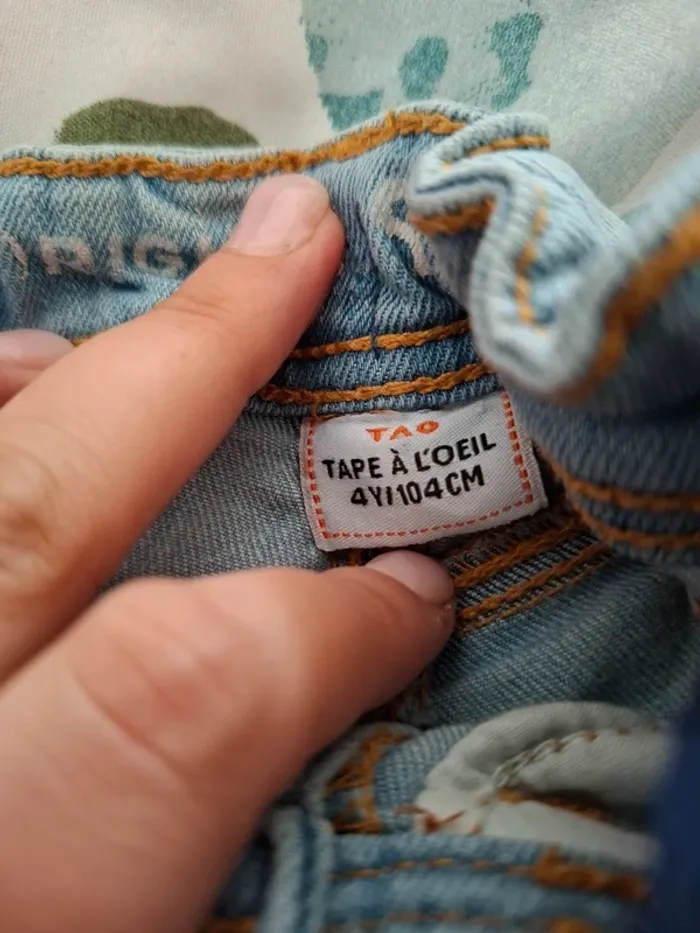 TAO
TAPE À L'OEIL
4Y/104CM